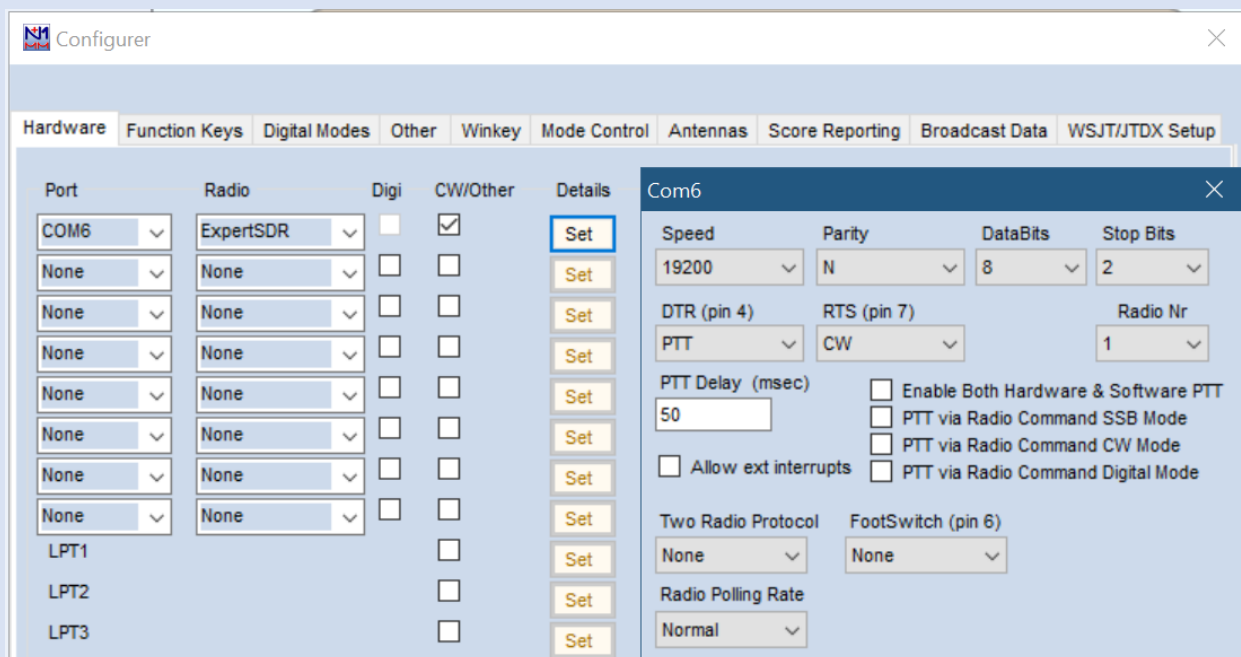 N1
MM
Configurer
Hardware Function Keys Digital Modes Other Winkey Mode Control Antennas Score Reporting Broadcast Data WSJT/JTDX Setup
Port Radio Digi CW/Other Details
COM6 ExpertSDR Set
None None Set
None None Set
None None Set
None None Set
None None Set
None None Set
None None Set
LPT1 Set
LPT2 Set
LPT3 Set
Com6
Speed Parity DataBits Stop Bits
19200 N 8 2
DTR (pin 4) RTS (pin 7) Radio Nr
PTT CW 1
PTT Delay (msec)
50
Enable Both Hardware & Software PTT
PTT via Radio Command SSB Mode
PTT via Radio Command CW Mode
Allow ext interrupts PTT via Radio Command Digital Mode
Two Radio Protocol FootSwitch (pin 6)
None None
Radio Polling Rate
Normal